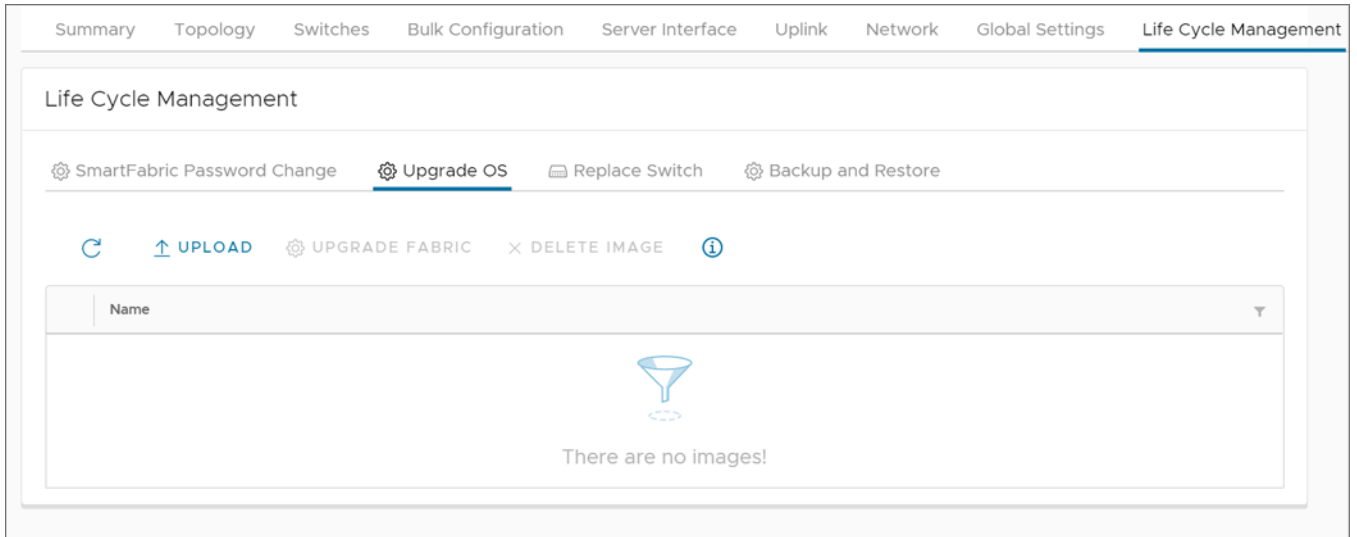 Summary Topology Switches Bulk Configuration Server Interface Uplink Network Global Settings Life Cycle Management
Life Cycle Management
SmartFabric Password Change Upgrade OS Replace Switch Backup and Restore
UPLOAD UPGRADE FABRIC DELETE IMAGE
Name
There are no images!